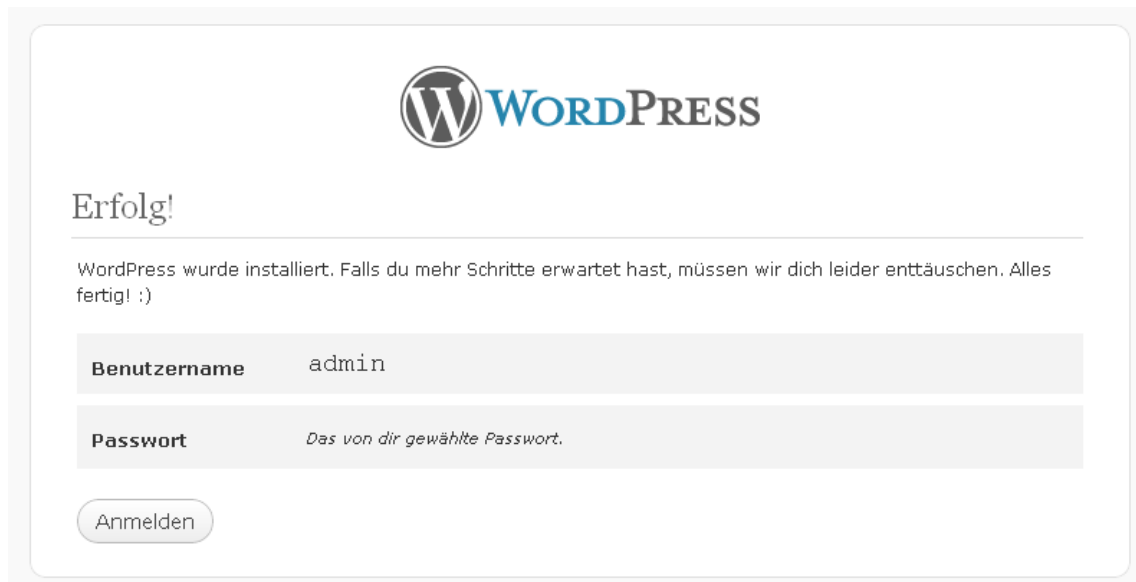 WORDPRESS
Erfolg!
WordPress wurde installiert. Falls du mehr Schritte erwartet hast, müssen wir dich leider enttäuschen. Alles
fertig! :)
Benutzername admin
Passwort Das von dir gewählte Passwort.
Anmelden